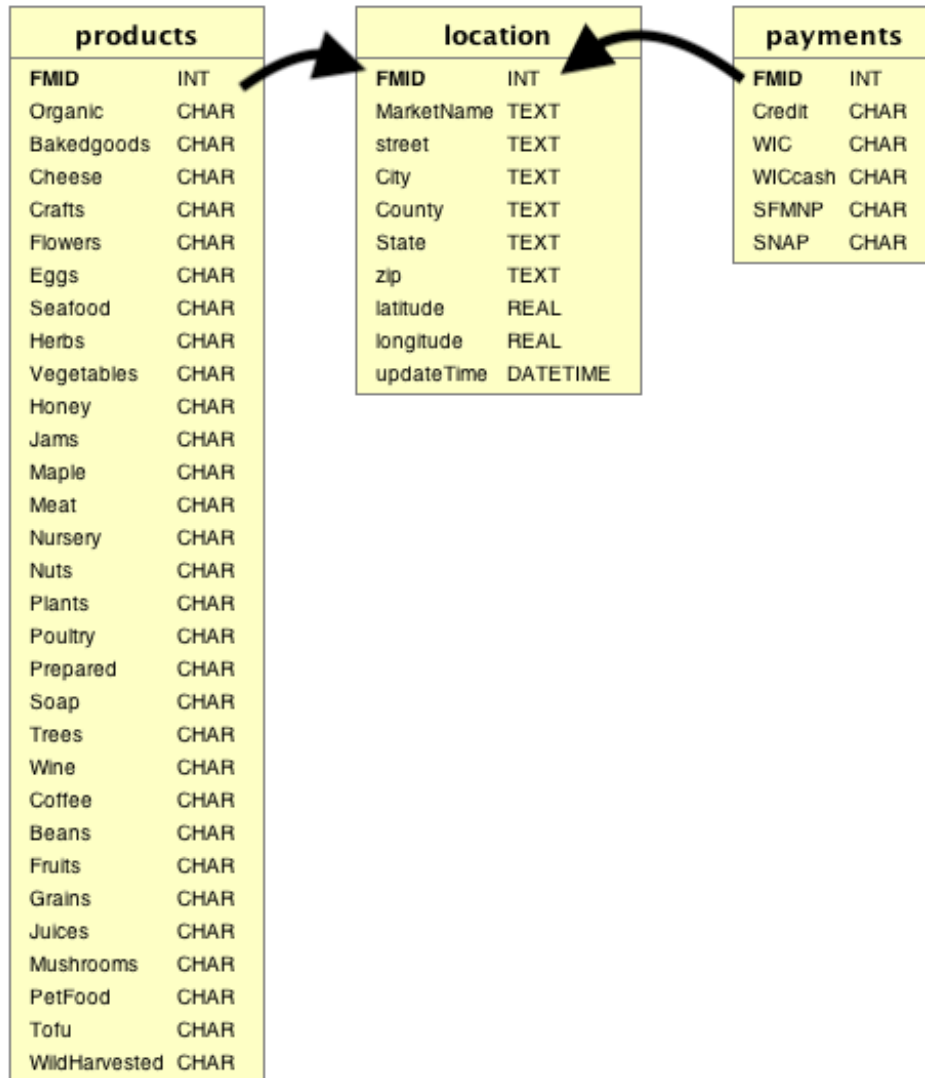 products
FMID INT
Organic CHAR
Bakedgoods CHAR
Cheese CHAR
Crafts CHAR
Flowers CHAR
Eggs CHAR
Seafood CHAR
Herbs CHAR
Vegetables CHAR
Honey CHAR
Jams CHAR
Maple CHAR
Meat CHAR
Nursery CHAR
Nuts CHAR
Plants CHAR
Poultry CHAR
Prepared CHAR
Soap CHAR
Trees CHAR
Wine CHAR
Coffee CHAR
Beans CHAR
Fruits CHAR
Grains CHAR
Juices CHAR
Mushrooms CHAR
PetFood CHAR
Tofu CHAR
WildHarvested CHAR
location
FMID INT
MarketName TEXT
street TEXT
City TEXT
County TEXT
State TEXT
zip TEXT
latitude REAL
longitude REAL
updateTime DATETIME
payments
FMID INT
Credit CHAR
WIC CHAR
WICcash CHAR
SFMNP CHAR
SNAP CHAR